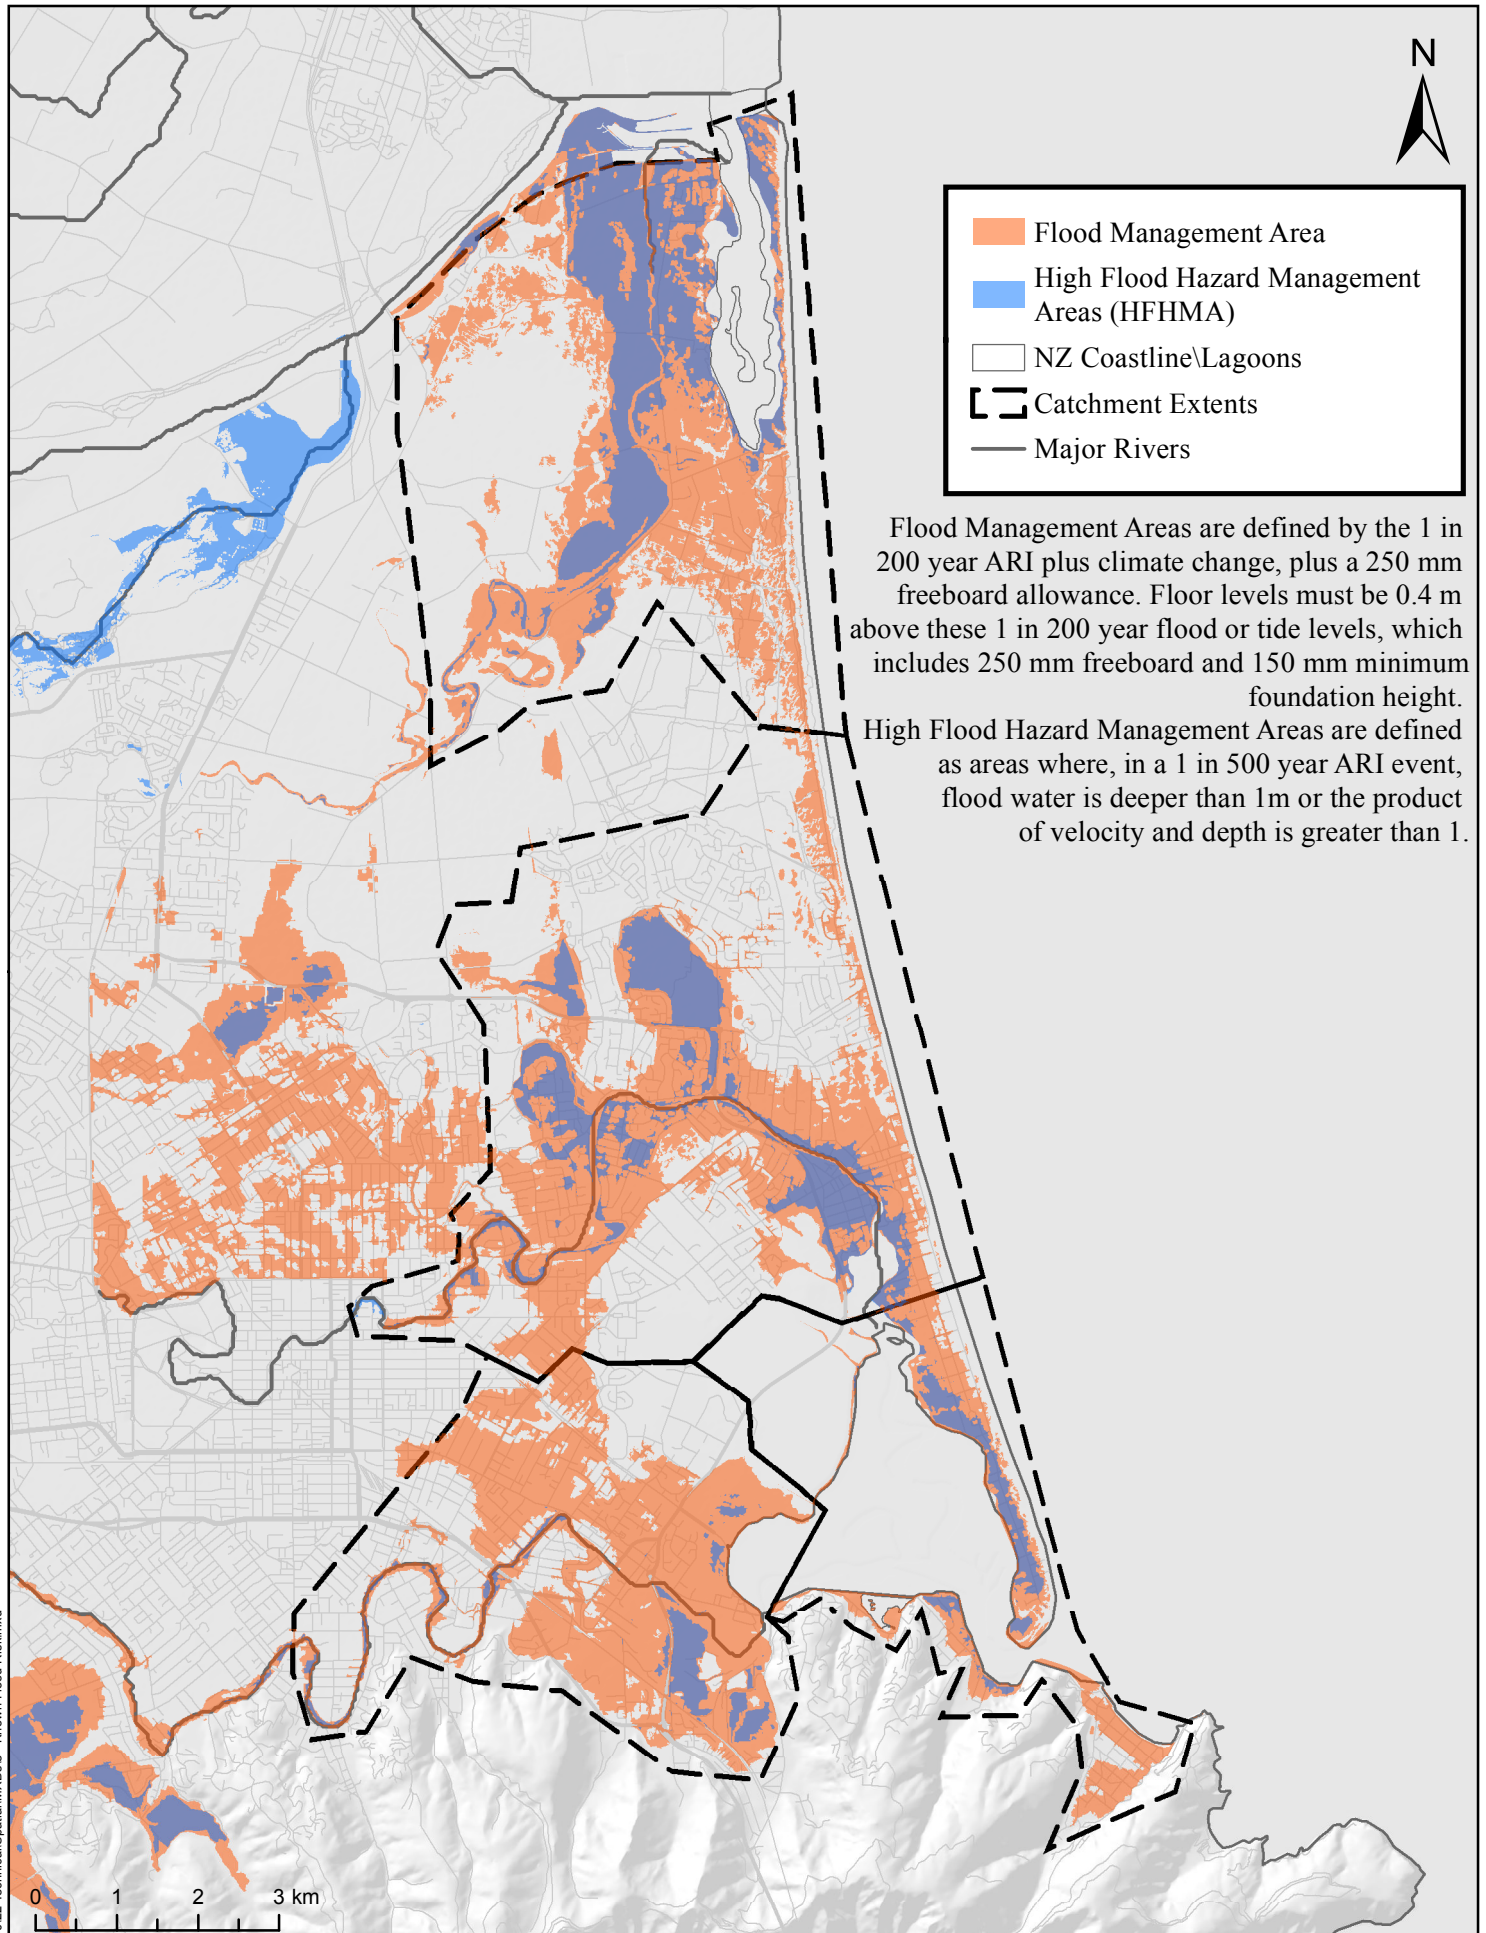 N
Flood Management Area
High Flood Hazard Management
Areas (HFHMA)
NZ Coastline\Lagoons
Catchment Extents
Major Rivers
Flood Management Areas are defined by the 1 in
200 year ARI plus climate change, plus a 250 mm
freeboard allowance. Floor levels must be 0.4 m
above these 1 in 200 year flood or tide levels, which
includes 250 mm freeboard and 150 mm minimum
foundation height.
High Flood Hazard Management Areas are defined
as areas where, in a 1 in 500 year ARI event,
flood water is deeper than 1m or the product
of velocity and depth is greater than 1.
0 1 2 3 km